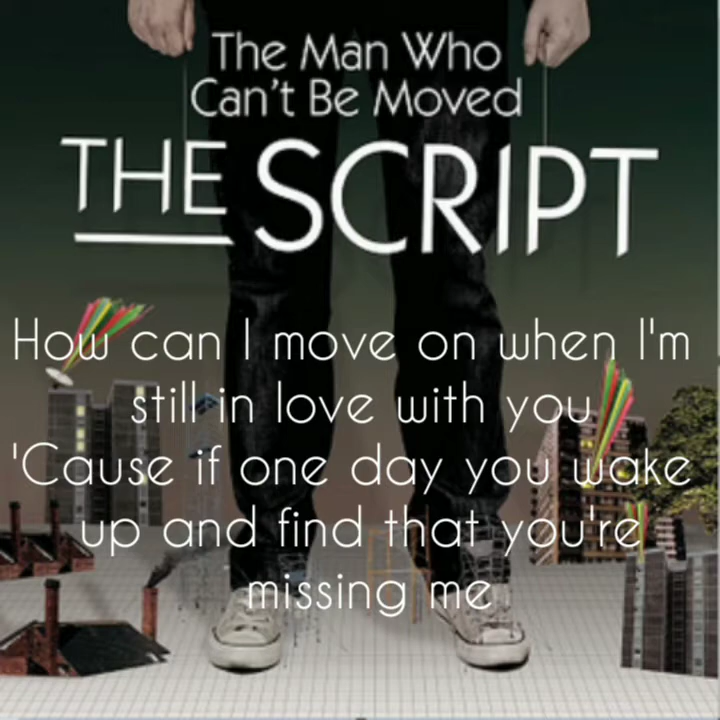 The Man Who
Can't Be Moved
THE SCRIPT
How can I move on when I'm
still in love with you
'Cause if one day you wake
up and find that you're
missing me